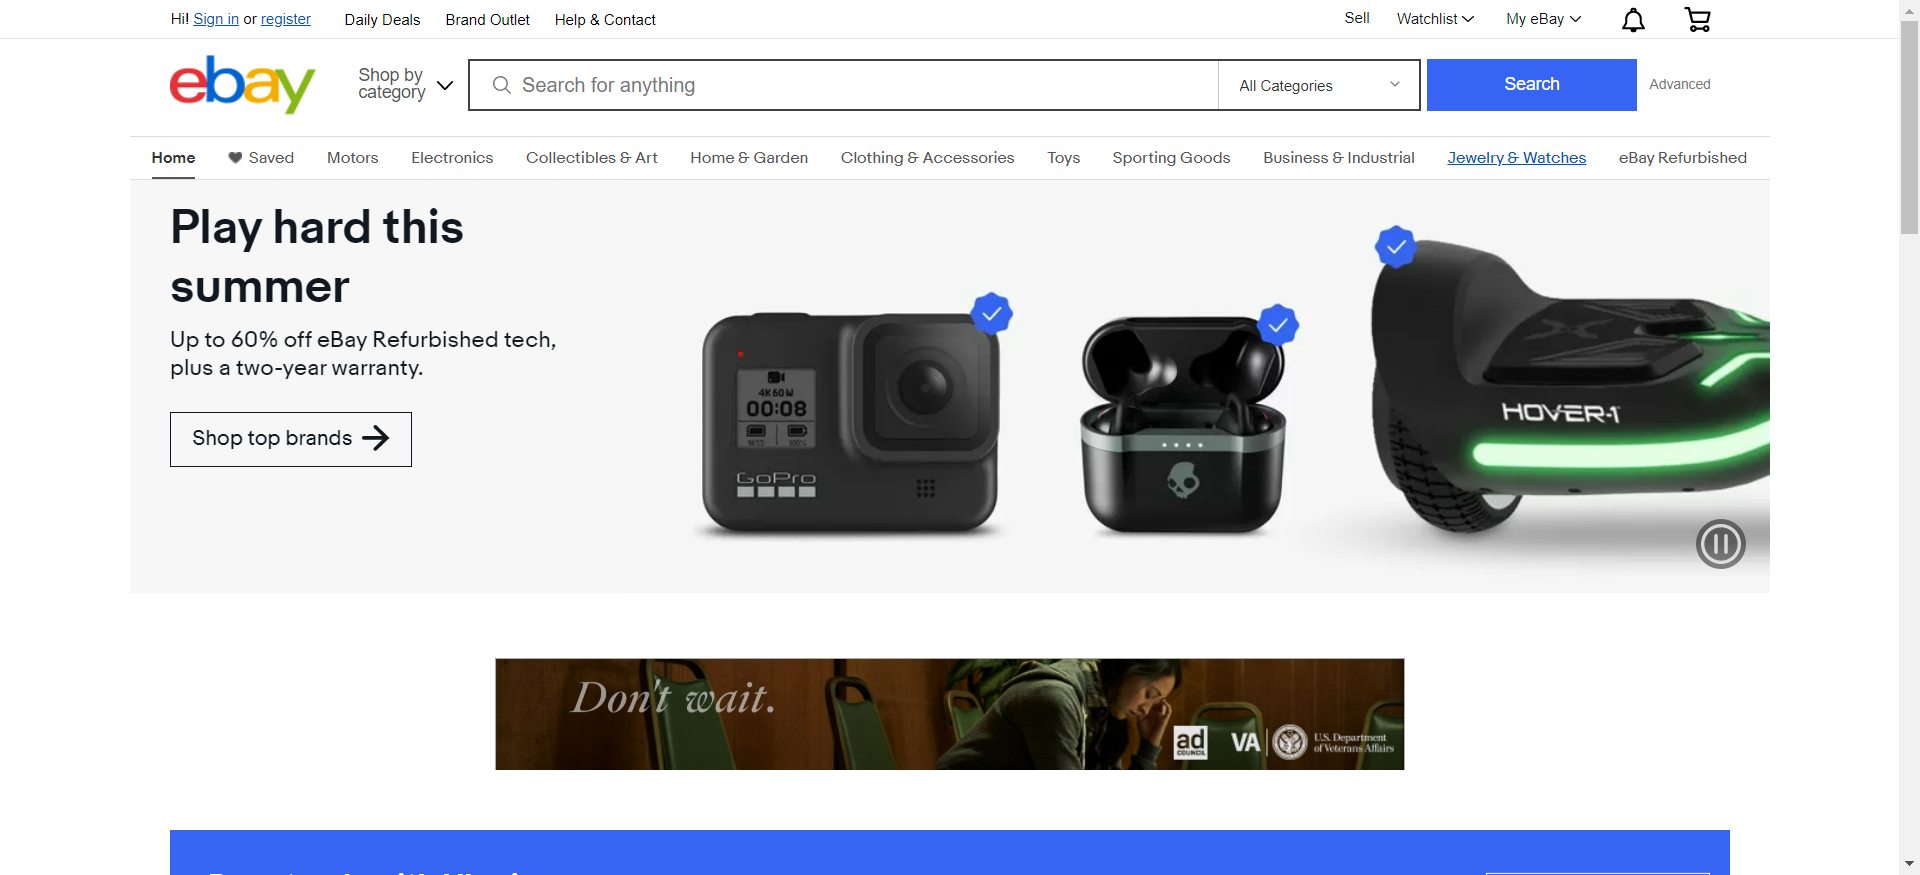 Hi! Sign in or register Daily Deals Brand Outlet Help & Contact Sell Watchlist My eBay
ebay Shop by category Search for anything All Categories Search Advanced
Home Saved Motors Electronics Collectibles & Art Home & Garden Clothing & Accessories Toys Sporting Goods Business & Industrial Jewelry & Watches eBay Refurbished
Play hard this
summer
Up to 60% off eBay Refurbished tech,
plus a two-year warranty.
Shop top brands
4K 60 W
00:08
100%
GoPro
HOVER-1
Don't wait.
ad COUNCIL
VA
U.S. Department
of Veterans Affairs